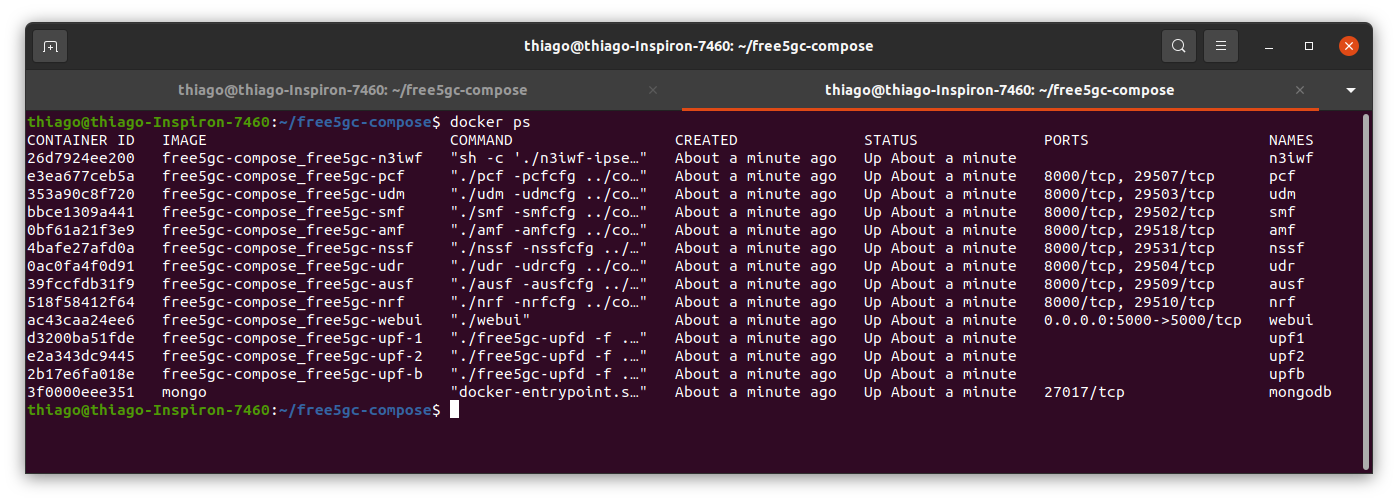 thiago@thiago-Inspiron-7460: ~/free5gc-compose
thiago@thiago-Inspiron-7460: ~/free5gc-compose × thiago@thiago-Inspiron-7460: ~/free5gc-compose ×
thiago@thiago-Inspiron-7460:~/free5gc-compose$ docker ps
CONTAINER ID   IMAGE                          COMMAND                  CREATED              STATUS              PORTS                    NAMES
26d7924ee200   free5gc-compose_free5gc-n3iwf   "sh -c './n3iwf-ipse…"   About a minute ago   Up About a minute                            n3iwf
e3ea677ceb5a   free5gc-compose_free5gc-pcf     "./pcf -pcfcfg ../co…"   About a minute ago   Up About a minute   8000/tcp, 29507/tcp      pcf
353a90c8f720   free5gc-compose_free5gc-udm     "./udm -udmcfg ../co…"   About a minute ago   Up About a minute   8000/tcp, 29503/tcp      udm
bbce1309a441   free5gc-compose_free5gc-smf     "./smf -smfcfg ../co…"   About a minute ago   Up About a minute   8000/tcp, 29502/tcp      smf
0bf61a21f3e9   free5gc-compose_free5gc-amf     "./amf -amfcfg ../co…"   About a minute ago   Up About a minute   8000/tcp, 29518/tcp      amf
4bafe27afd0a   free5gc-compose_free5gc-nssf    "./nssf -nssfcfg ../…"   About a minute ago   Up About a minute   8000/tcp, 29531/tcp      nssf
0ac0fa4f0d91   free5gc-compose_free5gc-udr     "./udr -udrcfg ../co…"   About a minute ago   Up About a minute   8000/tcp, 29504/tcp      udr
39fccfdb31f9   free5gc-compose_free5gc-ausf    "./ausf -ausfcfg ../…"   About a minute ago   Up About a minute   8000/tcp, 29509/tcp      ausf
518f58412f64   free5gc-compose_free5gc-nrf     "./nrf -nrfcfg ../co…"   About a minute ago   Up About a minute   8000/tcp, 29510/tcp      nrf
ac43caa24ee6   free5gc-compose_free5gc-webui   "./webui"                About a minute ago   Up About a minute   0.0.0.0:5000->5000/tcp   webui
d3200ba51fde   free5gc-compose_free5gc-upf-1   "./free5gc-upfd -f .…"   About a minute ago   Up About a minute                            upf1
e2a343dc9445   free5gc-compose_free5gc-upf-2   "./free5gc-upfd -f .…"   About a minute ago   Up About a minute                            upf2
2b17e6fa018e   free5gc-compose_free5gc-upf-b   "./free5gc-upfd -f .…"   About a minute ago   Up About a minute                            upfb
3f0000eee351   mongo                           "docker-entrypoint.s…"   About a minute ago   Up About a minute   27017/tcp                mongodb
thiago@thiago-Inspiron-7460:~/free5gc-compose$